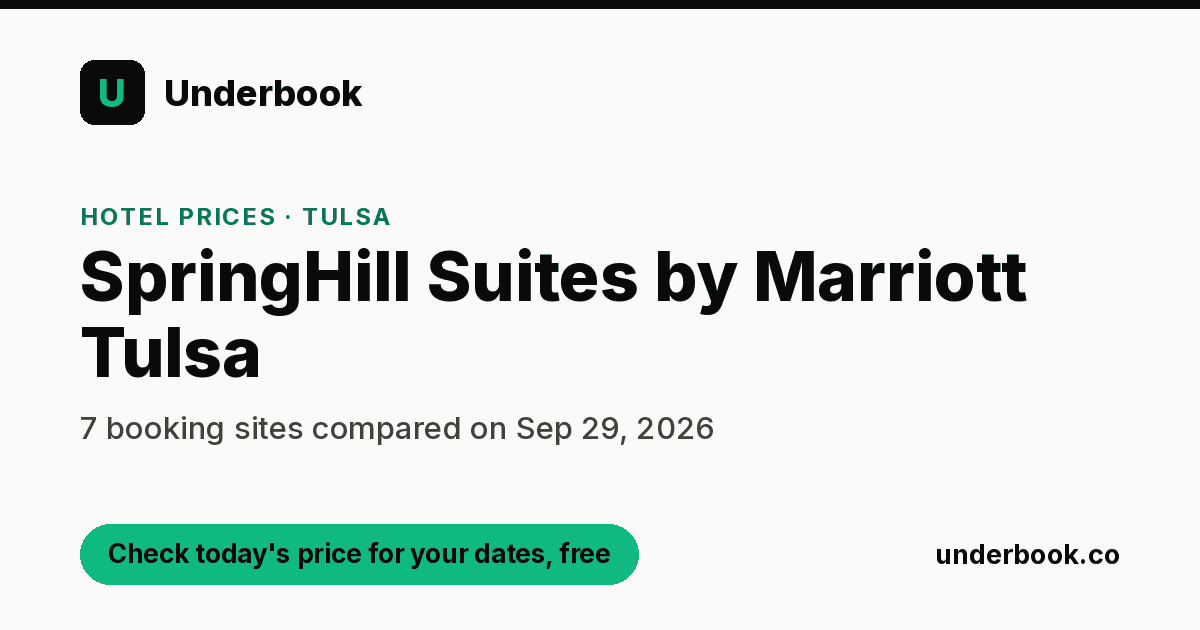 U Underbook
HOTEL PRICES · TULSA
SpringHill Suites by Marriott
Tulsa
7 booking sites compared on Sep 29, 2026
Check today's price for your dates, free
underbook.co